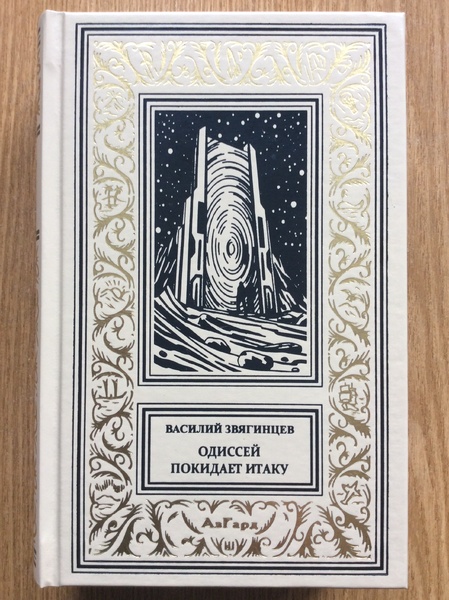 ВАСИЛИЙ ЗВЯГИНЦЕВ
ОДИССЕЙ
ПОКИДАЕТ ИТАКУ
АзГард